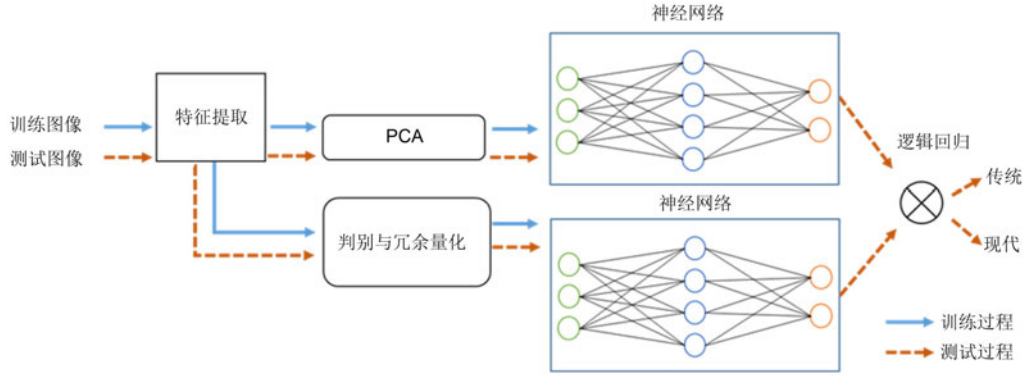 神经网络
训练图像
测试图像
特征提取
PCA
逻辑回归
传统
现代
神经网络
判别与冗余量化
训练过程
测试过程